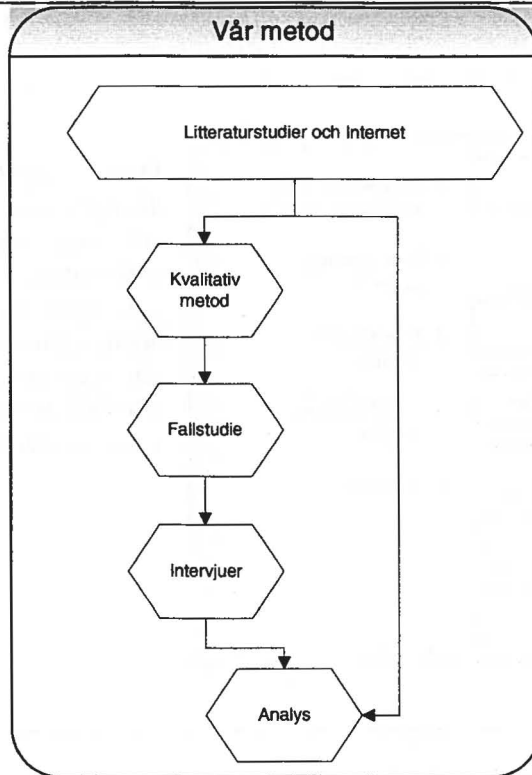 Vår metod
Litteraturstudier och Internet
Kvalitativ
metod
Fallstudie
Intervjuer
Analys